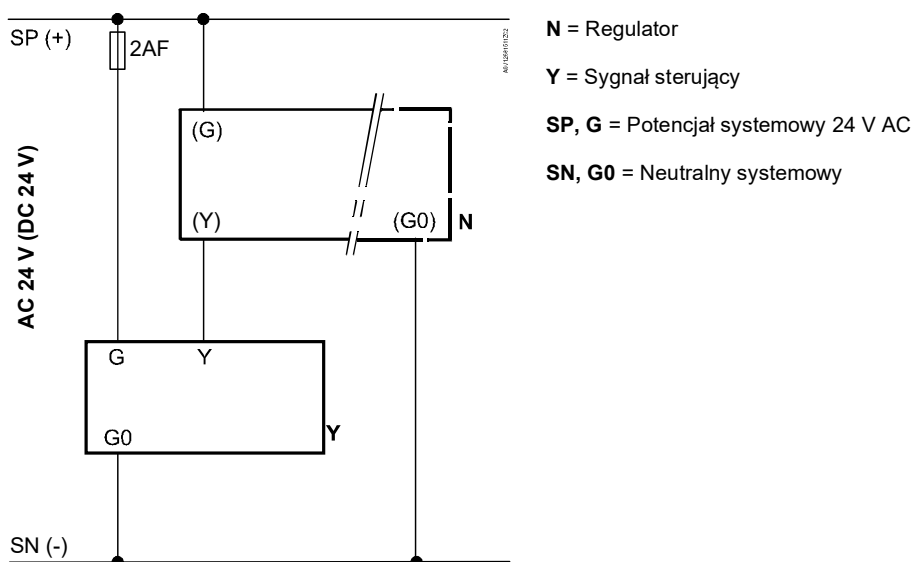 SP (+)
2AF
(G)
(Y)
(G0)
N
AC 24 V (DC 24 V)
G
Y
G0
Y
SN (-)
N = Regulator
Y = Sygnał sterujący
SP, G = Potencjał systemowy 24 V AC
SN, G0 = Neutralny systemowy